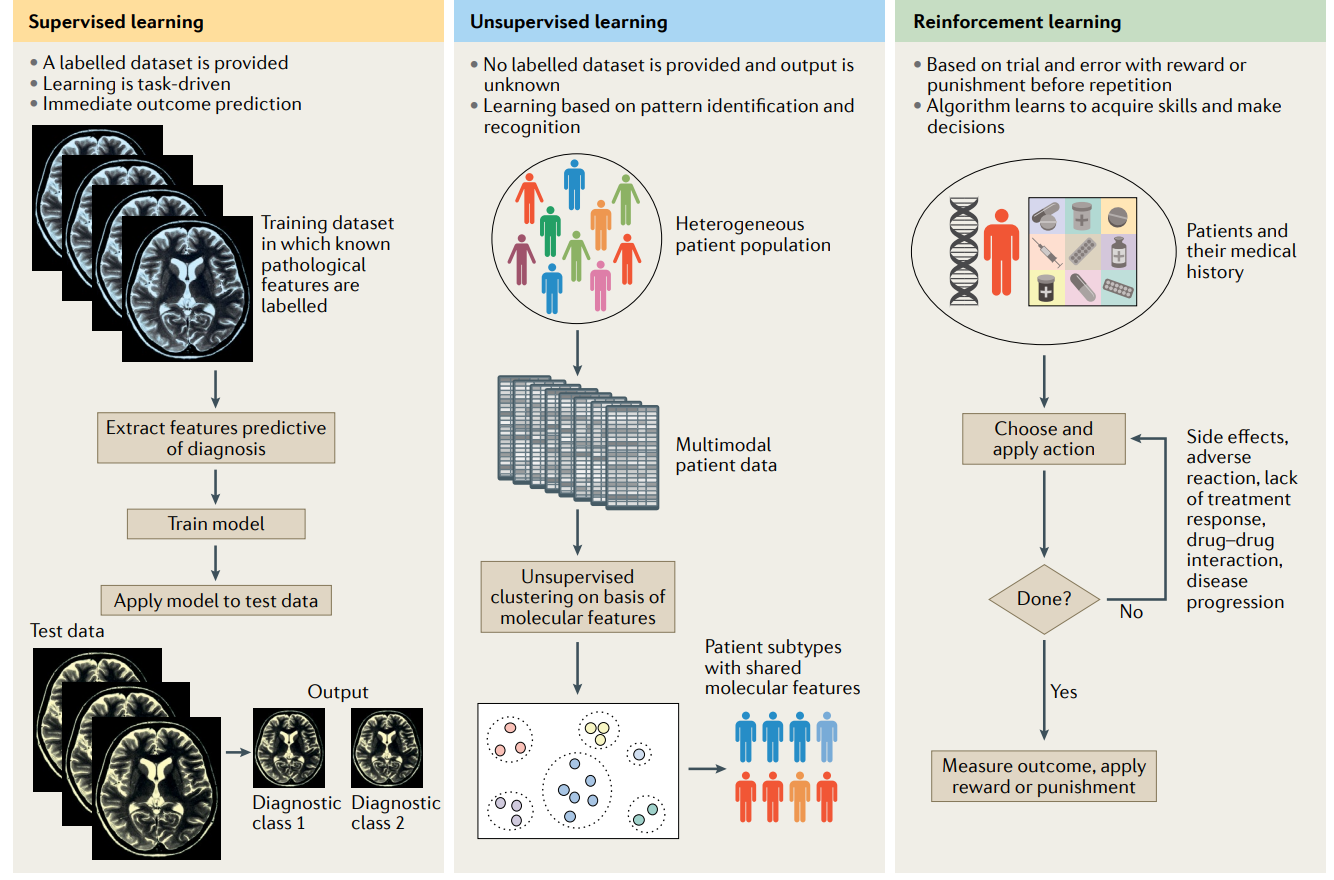 Supervised learning
• A labelled dataset is provided
• Learning is task-driven
• Immediate outcome prediction
Training dataset
in which known
pathological
features are
labelled
Extract features predictive
of diagnosis
Train model
Apply model to test data
Test data
Output
Diagnostic
class 1
Diagnostic
class 2
Unsupervised learning
• No labelled dataset is provided and output is
unknown
• Learning based on pattern identification and
recognition
Heterogeneous
patient population
Multimodal
patient data
Unsupervised
clustering on basis of
molecular features
Patient subtypes
with shared
molecular features
Reinforcement learning
• Based on trial and error with reward or
punishment before repetition
• Algorithm learns to acquire skills and make
decisions
Patients and
their medical
history
Choose and
apply action
Side effects,
adverse
reaction, lack
of treatment
response,
drug–drug
interaction,
disease
progression
Done?
No
Yes
Measure outcome, apply
reward or punishment